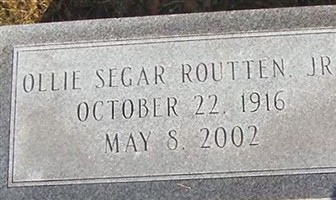 OLLIE SEGAR ROUTTEN, JR
OCTOBER 22, 1916
MAY 8, 2002